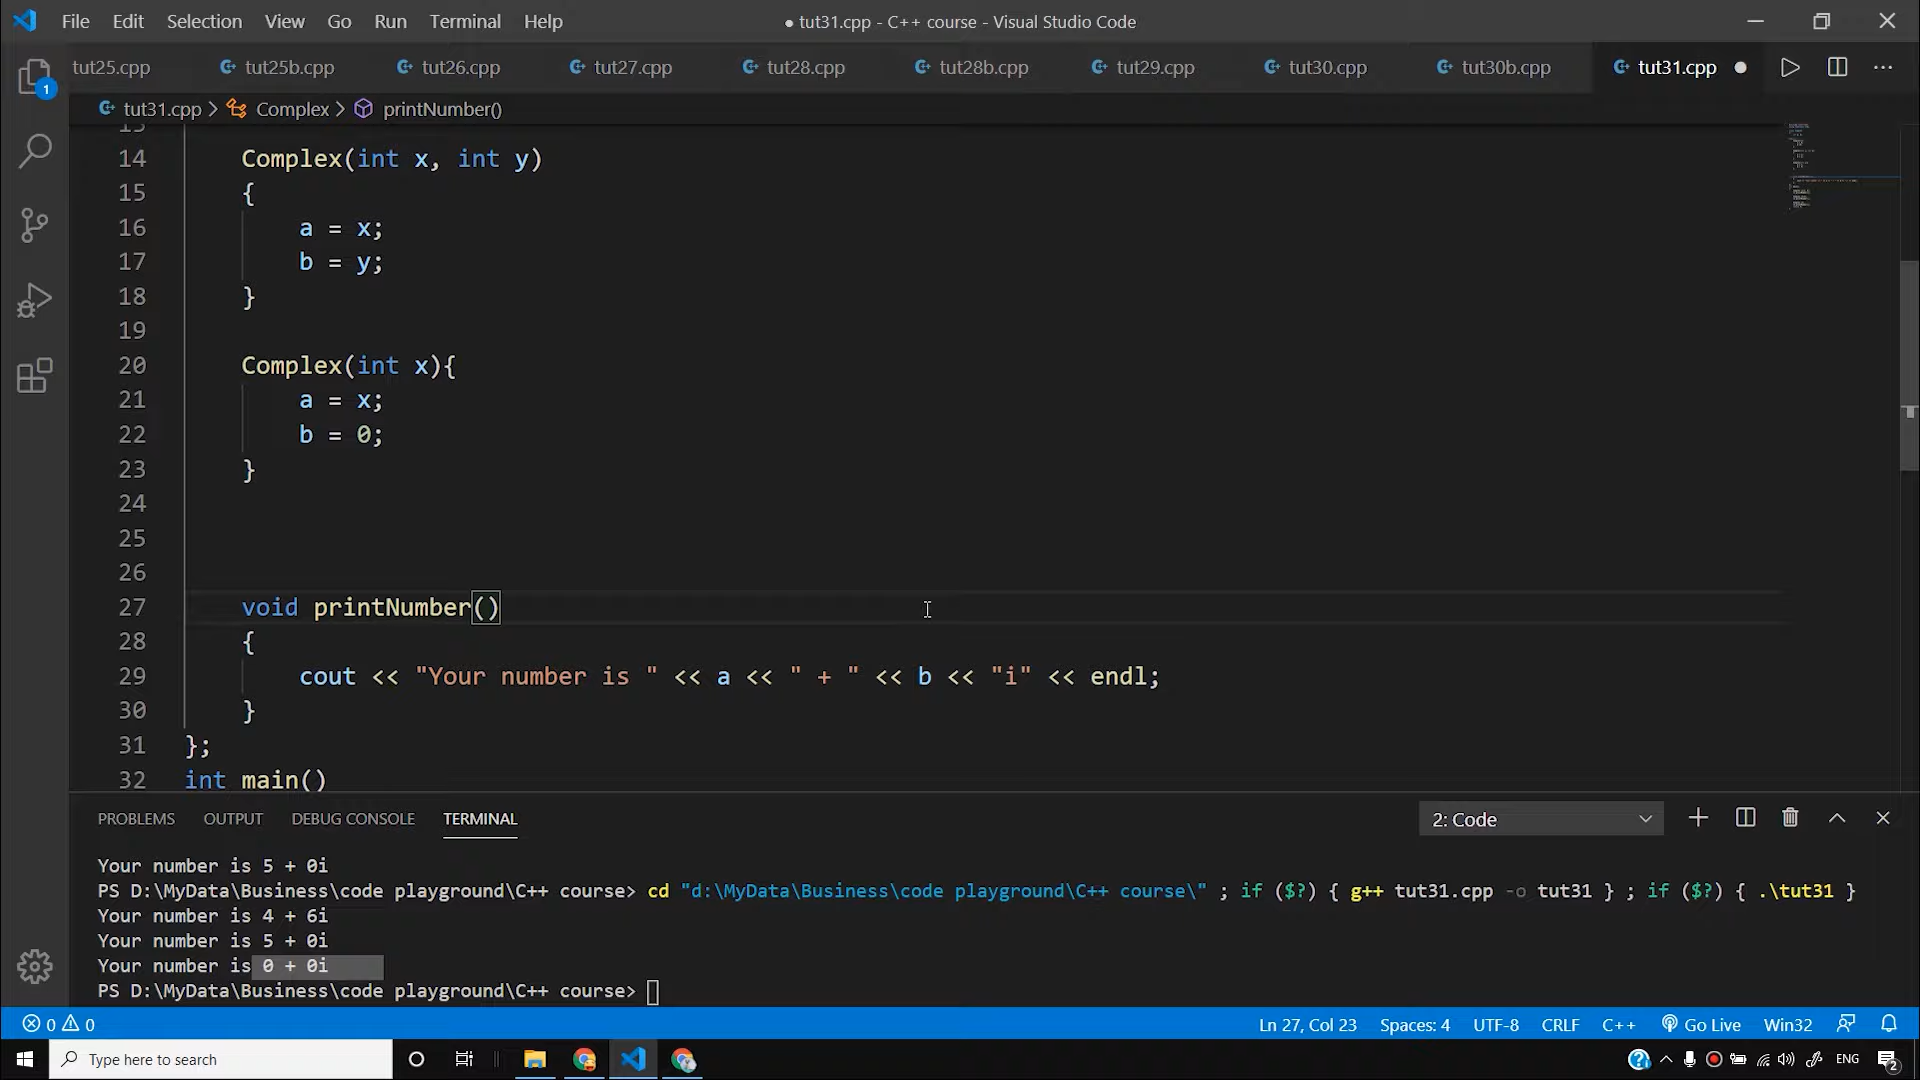 File Edit Selection View Go Run Terminal Help
● tut31.cpp - C++ course - Visual Studio Code
tut25.cpp tut25b.cpp tut26.cpp tut27.cpp tut28.cpp tut28b.cpp tut29.cpp tut30.cpp tut30b.cpp tut31.cpp
1
tut31.cpp > Complex > printNumber()
13
14 Complex(int x, int y)
15 {
16 a = x;
17 b = y;
18 }
19
20 Complex(int x){
21 a = x;
22 b = 0;
23 }
24
25
26
27 void printNumber()
28 {
29 cout << "Your number is " << a << " + " << b << "i" << endl;
30 }
31 };
32 int main()
PROBLEMS OUTPUT DEBUG CONSOLE TERMINAL 2: Code
Your number is 5 + 0i
PS D:\MyData\Business\code playground\C++ course> cd "d:\MyData\Business\code playground\C++ course\" ; if ($?) { g++ tut31.cpp -o tut31 } ; if ($?) { .\tut31 }
Your number is 4 + 6i
Your number is 5 + 0i
Your number is 0 + 0i
PS D:\MyData\Business\code playground\C++ course>
0 0 Ln 27, Col 23 Spaces: 4 UTF-8 CRLF C++ Go Live Win32
Type here to search ENG 2